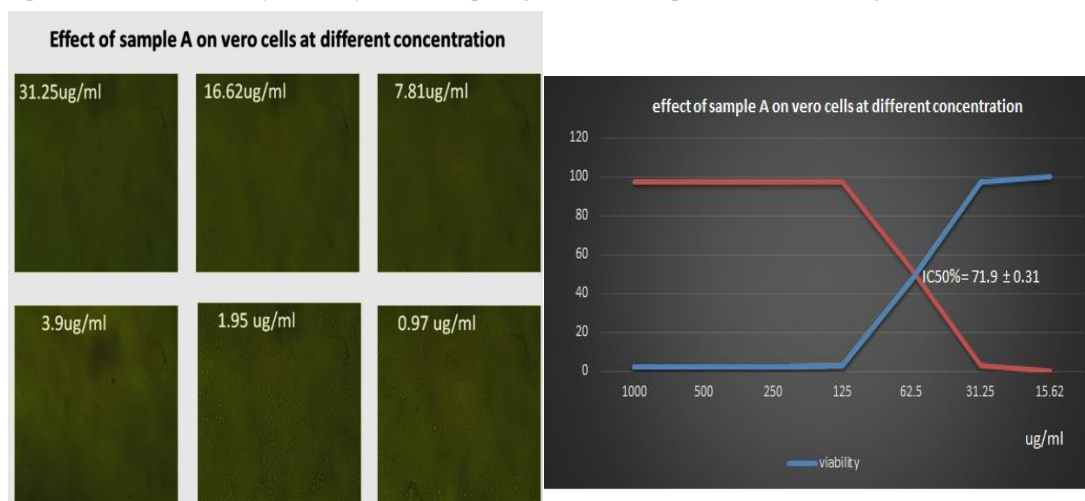 Effect of sample A on vero cells at different concentration
31.25ug/ml
16.62ug/ml
7.81ug/ml
3.9ug/ml
1.95 ug/ml
0.97 ug/ml
effect of sample A on vero cells at different concentration
120
100
80
60
40
20
0
IC50%= 71.9 ± 0.31
1000 500 250 125 62.5 31.25 15.62
ug/ml
viability